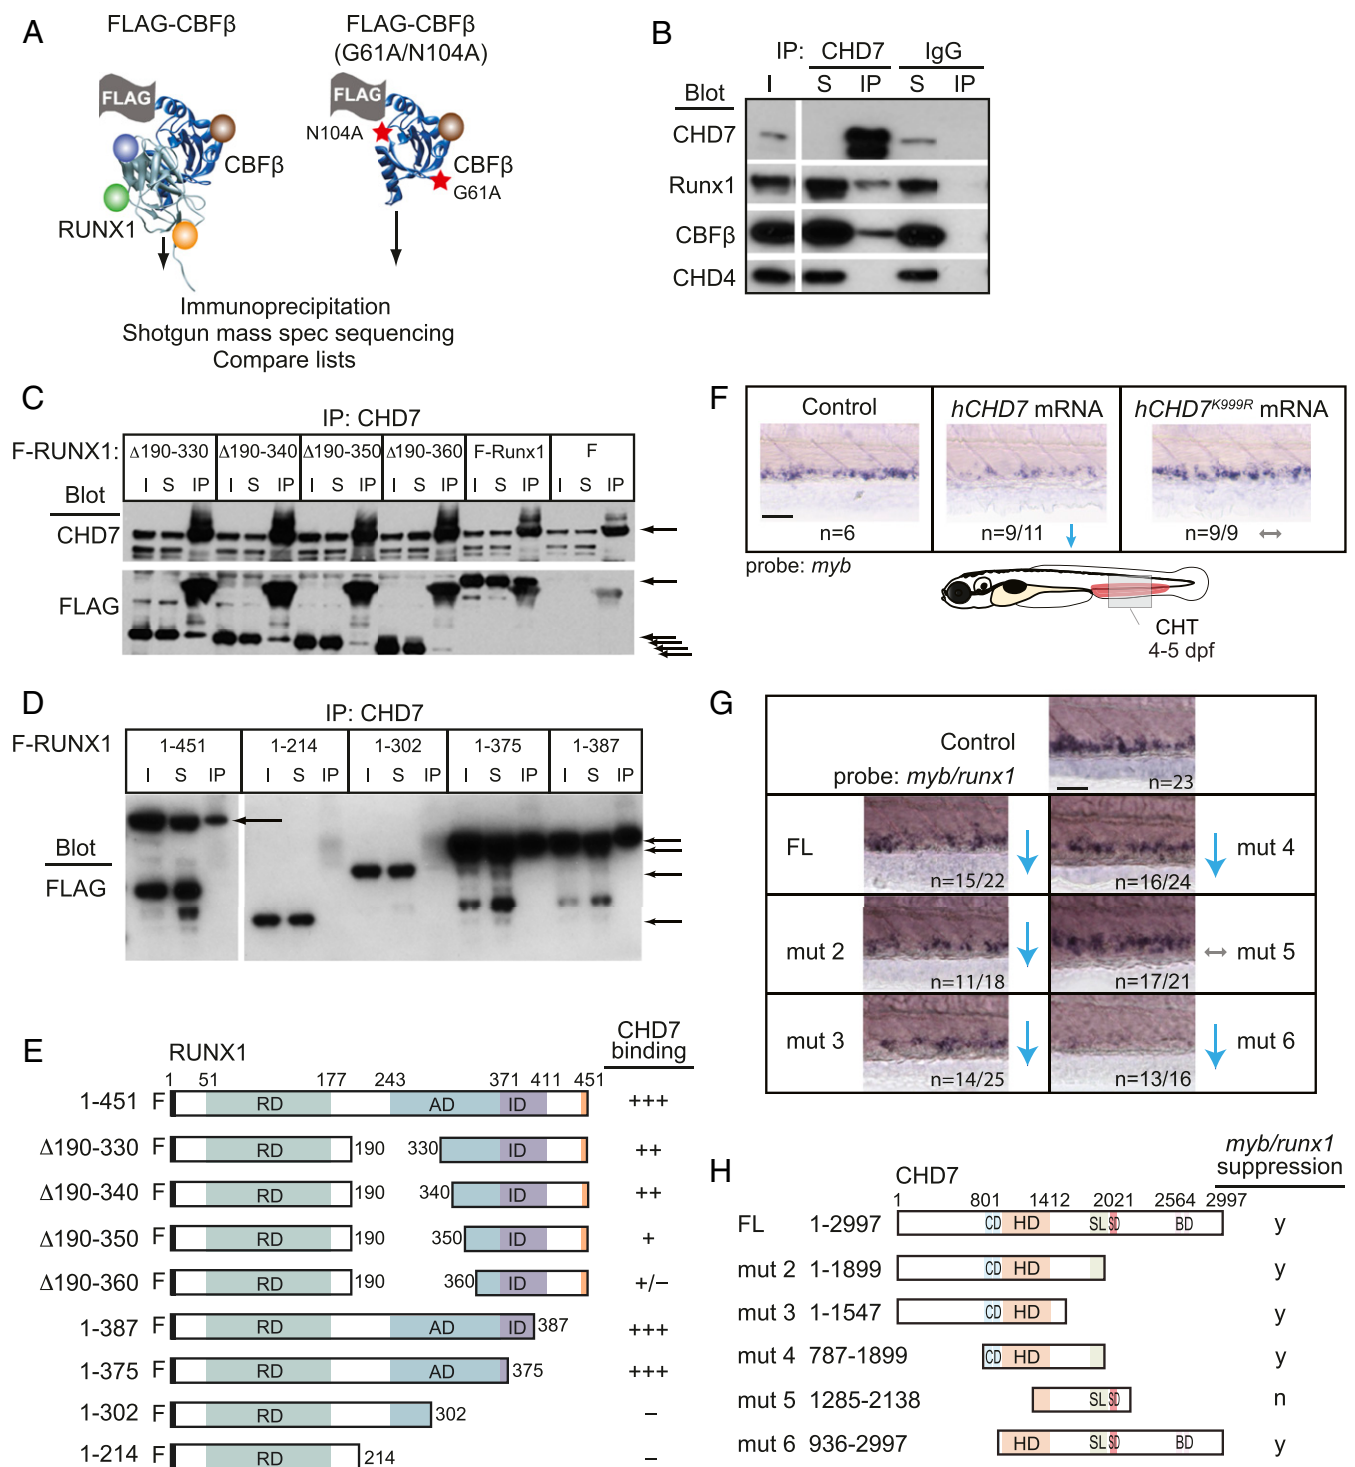 A
FLAG-CBFβ
FLAG-CBFβ
(G61A/N104A)
FLAG
FLAG
N104A
CBFβ
CBFβ
G61A
RUNX1
Immunoprecipitation
Shotgun mass spec sequencing
Compare lists
B
IP: CHD7 IgG
Blot I S IP S IP
CHD7
Runx1
CBFβ
CHD4
C
IP: CHD7
F-RUNX1: Δ190-330 Δ190-340 Δ190-350 Δ190-360 F-Runx1 F
Blot I S IP I S IP I S IP I S IP I S IP I S IP
CHD7
FLAG
D
IP: CHD7
F-RUNX1 1-451 1-214 1-302 1-375 1-387
I S IP I S IP I S IP I S IP I S IP
Blot
FLAG
E
RUNX1
CHD7
binding
1 51 177 243 371 411 451
1-451 F RD AD ID +++
Δ190-330 F RD 190 330 ID ++
Δ190-340 F RD 190 340 ID ++
Δ190-350 F RD 190 350 ID +
Δ190-360 F RD 190 360 ID +/−
1-387 F RD AD ID 387 +++
1-375 F RD AD 375 +++
1-302 F RD 302 −
1-214 F RD 214 −
F
Control hCHD7 mRNA hCHD7K999R mRNA
n=6 n=9/11 n=9/9
probe: myb
CHT
4-5 dpf
G
Control
probe: myb/runx1
n=23
FL n=15/22 n=16/24 mut 4
mut 2 n=11/18 n=17/21 mut 5
mut 3 n=14/25 n=13/16 mut 6
H
CHD7
myb/runx1
suppression
1 801 1412 2021 2564 2997
FL 1-2997 CD HD SL SD BD y
mut 2 1-1899 CD HD y
mut 3 1-1547 CD HD y
mut 4 787-1899 CD HD y
mut 5 1285-2138 SL SD n
mut 6 936-2997 HD SL SD BD y